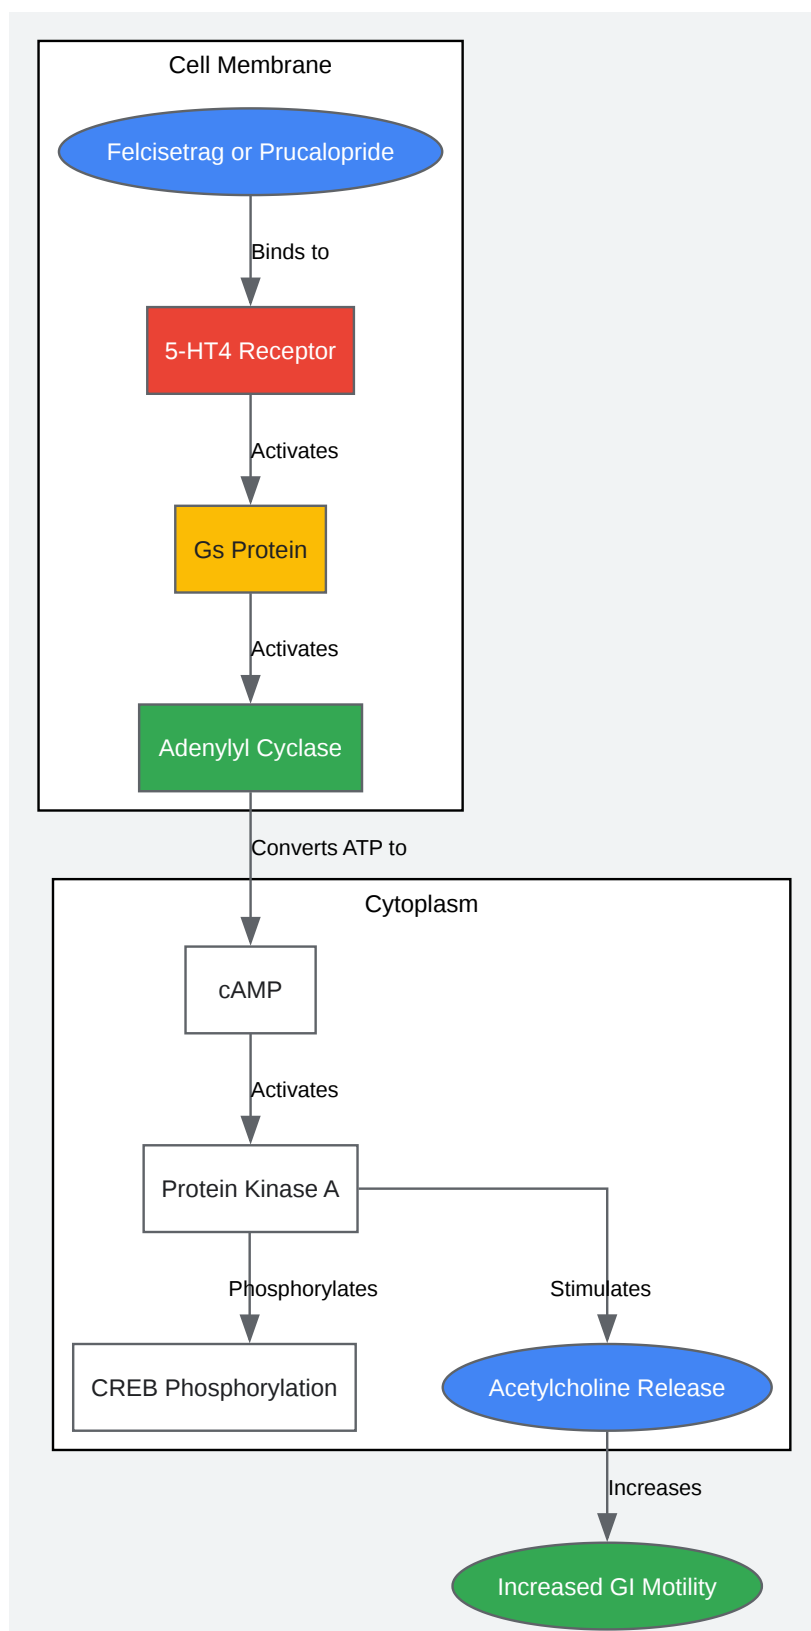 Cell Membrane
Felcisetrag or Prucalopride
Binds to
5-HT4 Receptor
Activates
Gs Protein
Activates
Adenylyl Cyclase
Converts ATP to
Cytoplasm
cAMP
Activates
Protein Kinase A
Phosphorylates
Stimulates
CREB Phosphorylation
Acetylcholine Release
Increases
Increased GI Motility